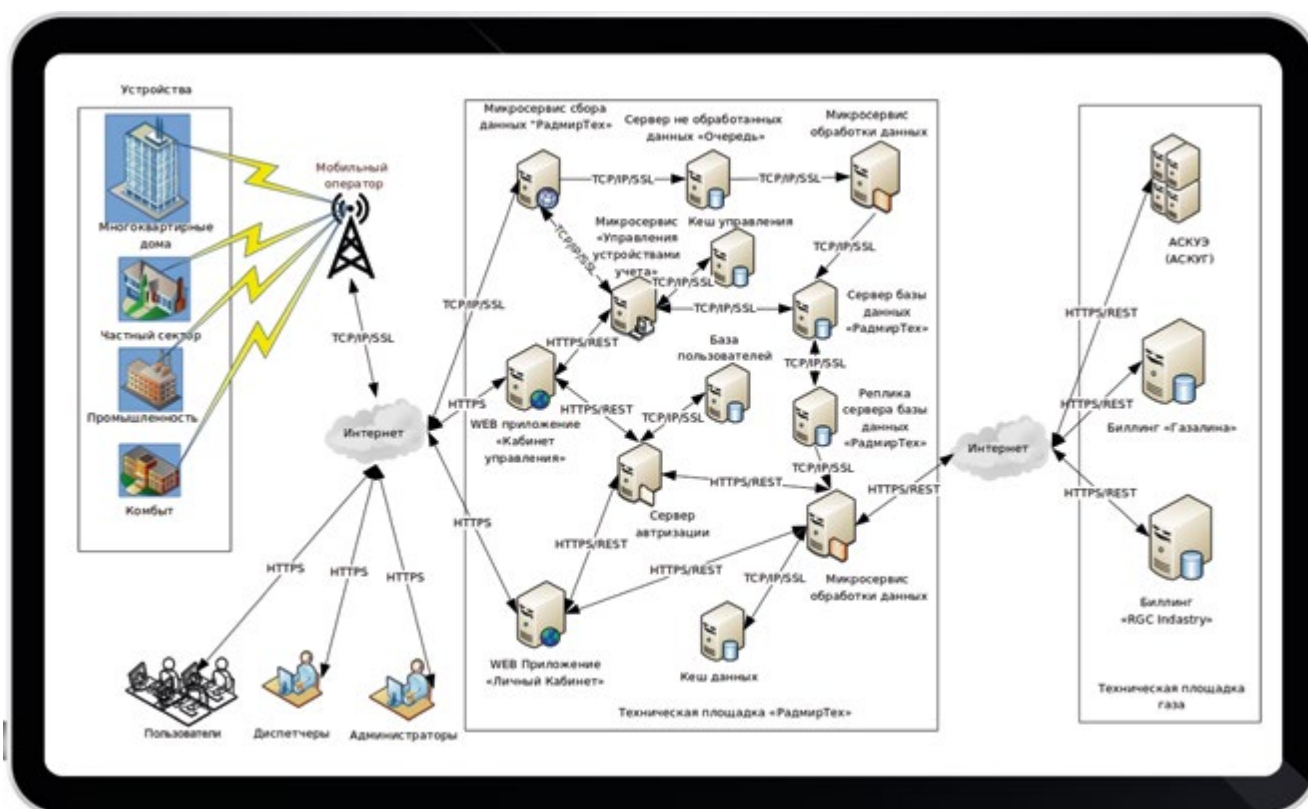 Устройства
Многоквартирные
дома
Частный сектор
Промышленность
Комбыт
Мобильный
оператор
TCP/IP/SSL
Интернет
HTTPS
HTTPS
HTTPS
Пользователи
Диспетчеры
Администраторы
Микросервис сбора
данных "РадмирТех»
Сервер не обработанных
данных «Очередь»
Микросервис
обработки данных
TCP/IP/SSL
TCP/IP/SSL
TCP/IP/SSL
TCP/IP/SSL
TCP/IP/SSL
Микросервис
«Управления
устройствами
учета»
Кеш управления
TCP/IP/SSL
TCP/IP/SSL
Сервер базы
данных
«РадмирТех»
HTTPS/REST
HTTPS
WEB приложение
«Кабинет
управления»
База
пользователей
TCP/IP/SSL
HTTPS/REST
TCP/IP/SSL
Реплика
сервера базы
данных
«РадмирТех»
TCP/IP/SSL
HTTPS/REST
Сервер
автризации
HTTPS
HTTPS/REST
HTTPS/REST
TCP/IP/SSL
Микросервис
обработки данных
WEB Приложение
«Личный Кабинет»
Кеш данных
Техническая площадка «РадмирТех»
HTTPS/REST
Интернет
HTTPS/REST
HTTPS/REST
HTTPS/REST
АСКУЭ
(АСКУГ)
Биллинг «Газалина»
Биллинг
«RGC Indastry»
Техническая площадка
газа